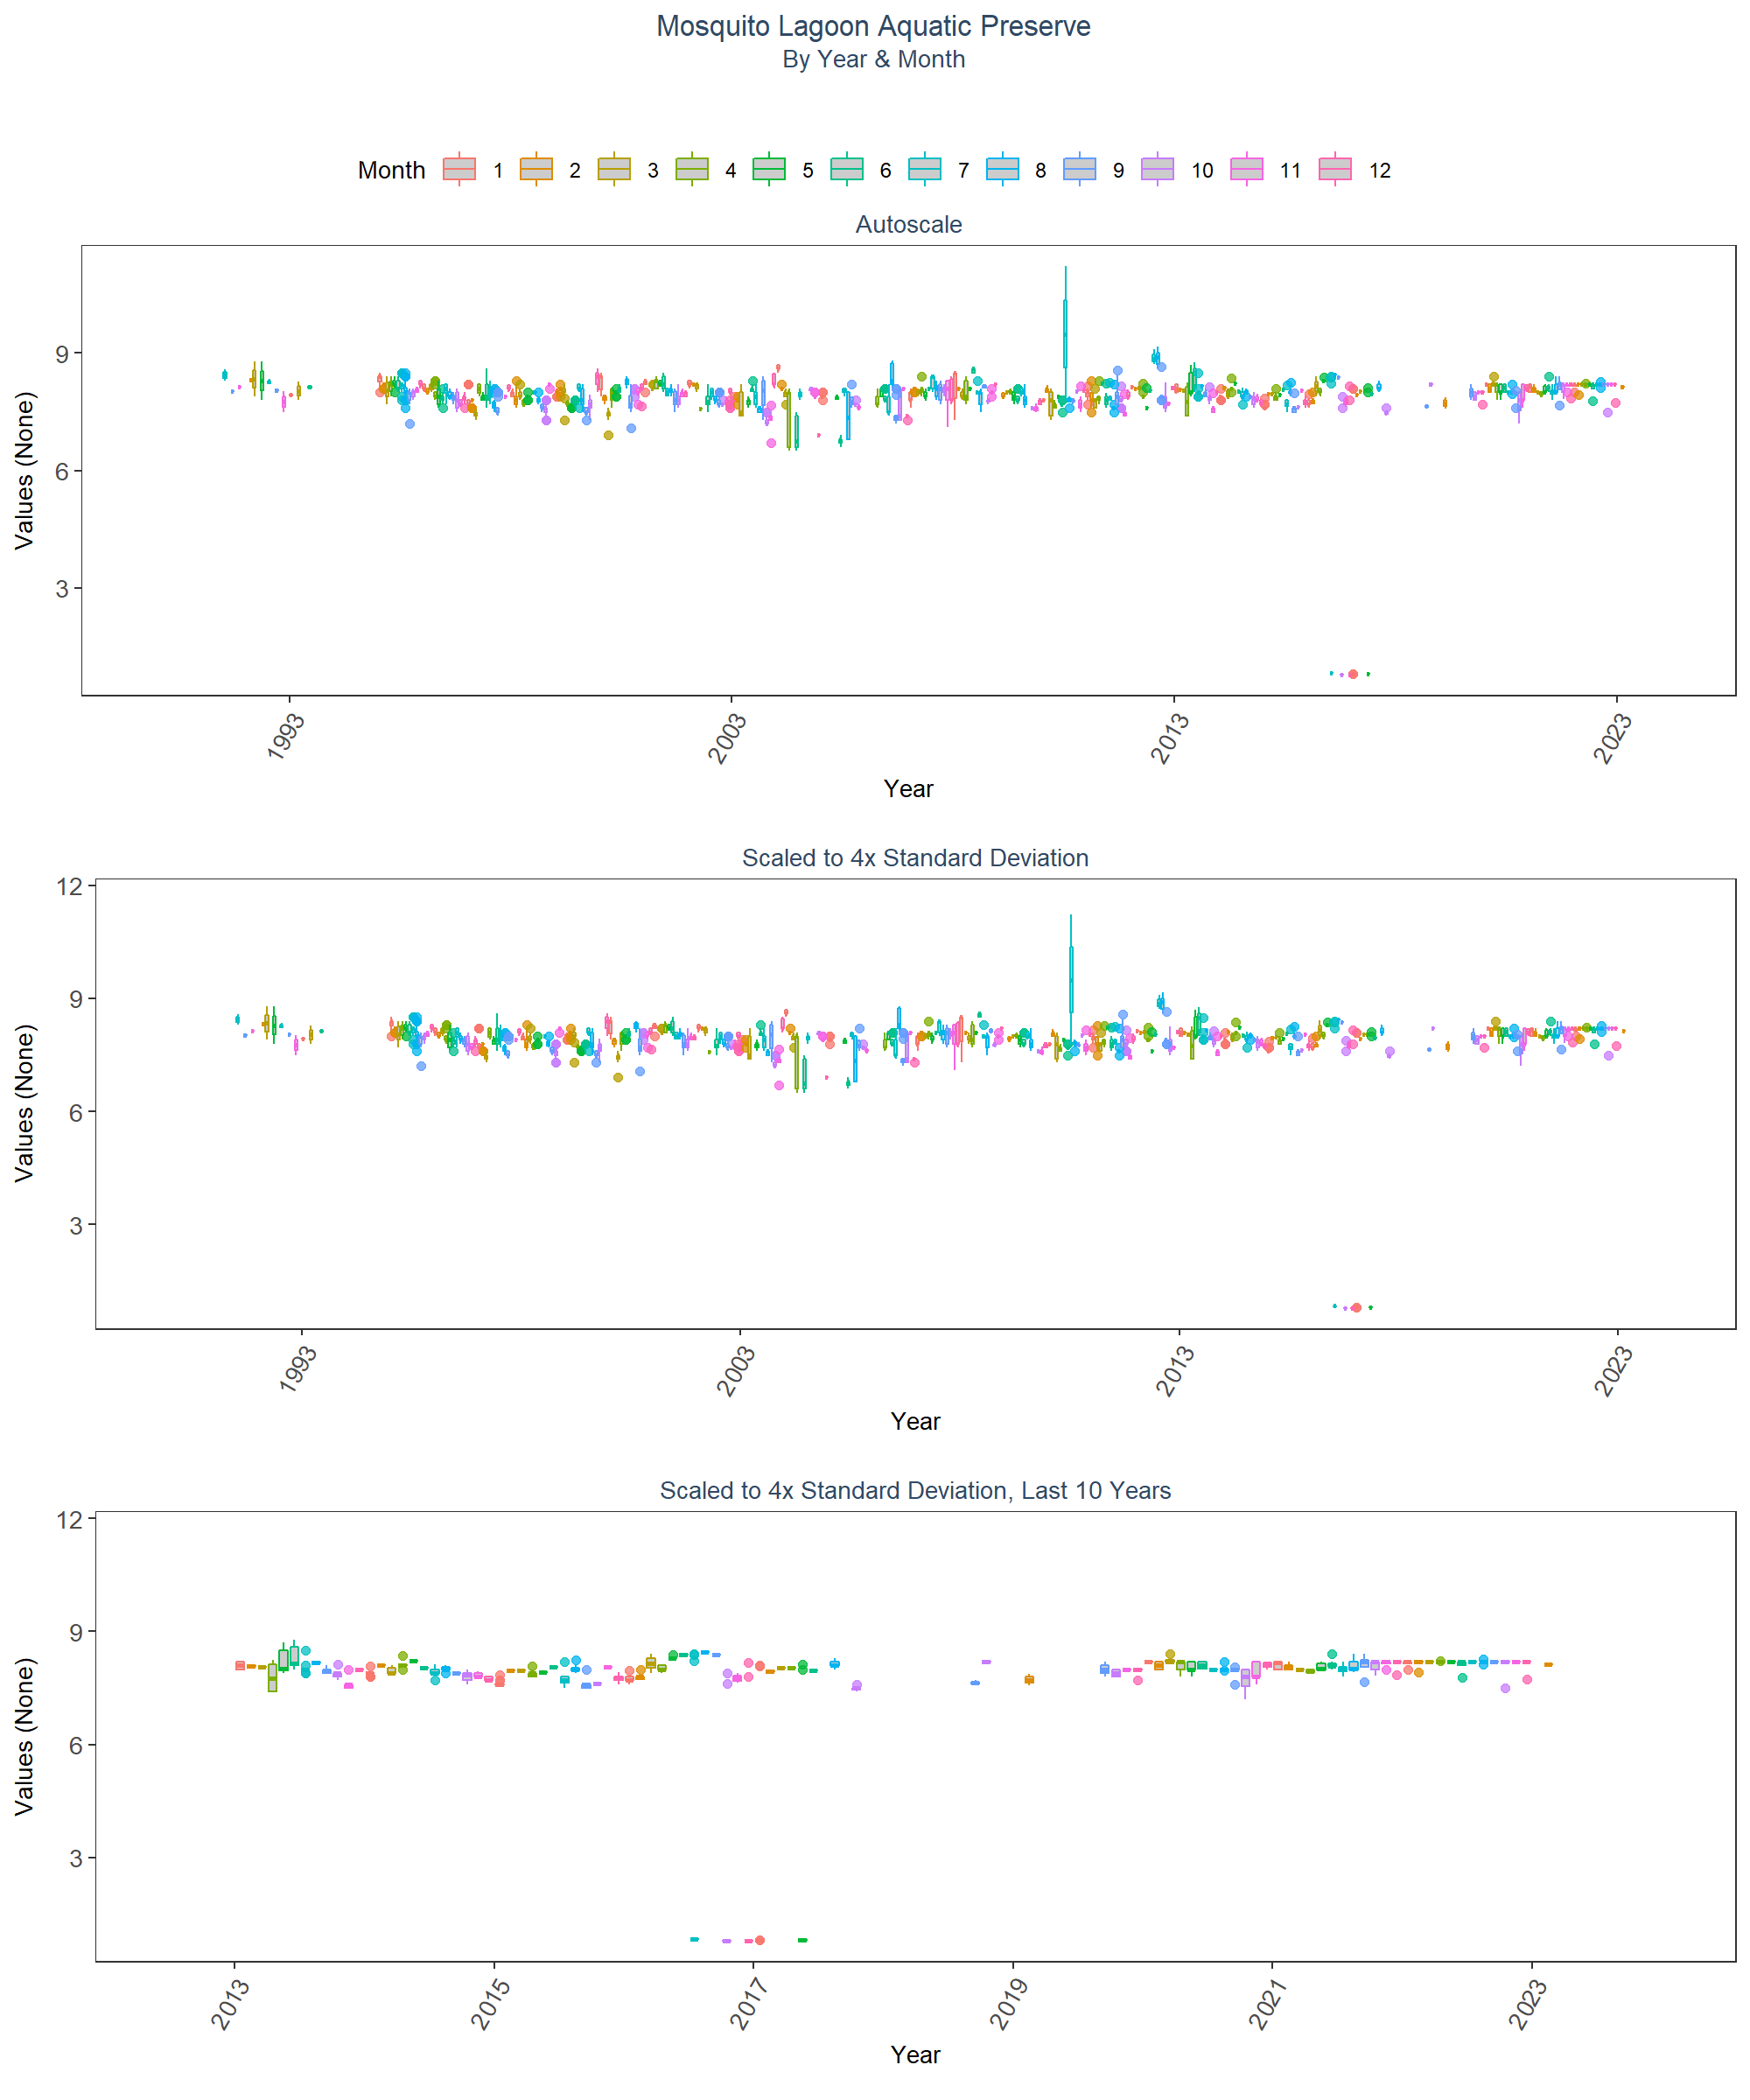 Mosquito Lagoon Aquatic Preserve
By Year & Month
Month 1 2 3 4 5 6 7 8 9 10 11 12
Autoscale
Values (None)
9
6
3
1993 2003 2013 2023
Year
Scaled to 4x Standard Deviation
Values (None)
12
9
6
3
1993 2003 2013 2023
Year
Scaled to 4x Standard Deviation, Last 10 Years
Values (None)
12
9
6
3
2013 2015 2017 2019 2021 2023
Year